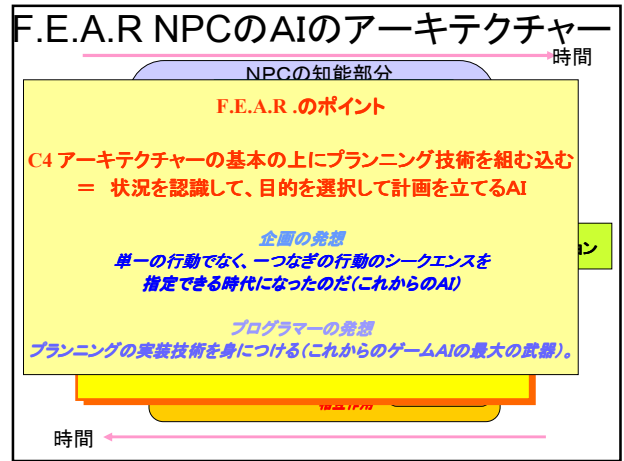 F.E.A.R NPCのAIのアーキテクチャー
時間
NPCの知能部分
F.E.A.R .のポイント
C4 アーキテクチャーの基本の上にプランニング技術を組む込む
＝ 状況を認識して、目的を選択して計画を立てるAI
企画の発想
単一の行動でなく、一つなぎの行動のシークエンスを
指定できる時代になったのだ（これからのAI）
ョン
プログラマーの発想
プランニングの実装技術を身につける（これからのゲームAIの最大の武器）。
時間